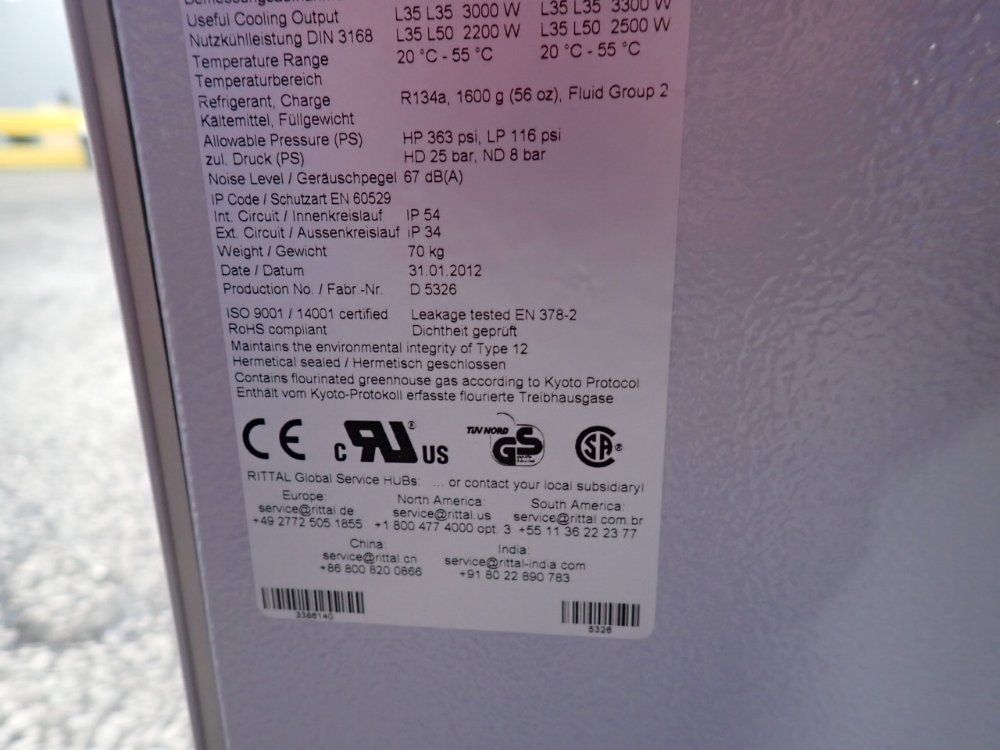 Useful Cooling Output L35 L35 3000 W L35 L35 3300 W
Nutzkühlleistung DIN 3168 L35 L50 2200 W L35 L50 2500 W
Temperature Range 20 °C - 55 °C 20 °C - 55 °C
Temperaturbereich
Refrigerant, Charge R134a, 1600 g (56 oz), Fluid Group 2
Kältemittel, Füllgewicht
Allowable Pressure (PS) HP 363 psi, LP 116 psi
zul. Druck (PS) HD 25 bar, ND 8 bar
Noise Level / Geräuschpegel 67 dB(A)
IP Code / Schutzart EN 60529
Int. Circuit / Innenkreislauf IP 54
Ext. Circuit / Aussenkreislauf IP 34
Weight / Gewicht 70 kg
Date / Datum 31.01.2012
Production No. / Fabr.-Nr. D 5326
ISO 9001 / 14001 certified Leakage tested EN 378-2
RoHS compliant Dichtheit geprüft
Maintains the environmental integrity of Type 12
Hermetical sealed / Hermetisch geschlossen
Contains flourinated greenhouse gas according to Kyoto Protocol
Enthält vom Kyoto-Protokoll erfasste flourierte Treibhausgase
CE C RU ® US TÜV NORD GS SA ®
RITTAL Global Service HUBs: ... or contact your local subsidiary!
Europe: North America: South America:
service@rittal.de service@rittal.us service@rittal.com.br
+49 2772 505 1855 +1 800 477 4000 opt. 3 +55 11 36 22 23 77
China: India:
service@rittal.cn service@rittal-india.com
+86 800 820 0866 +91 80 22 890 783
3366140 5326